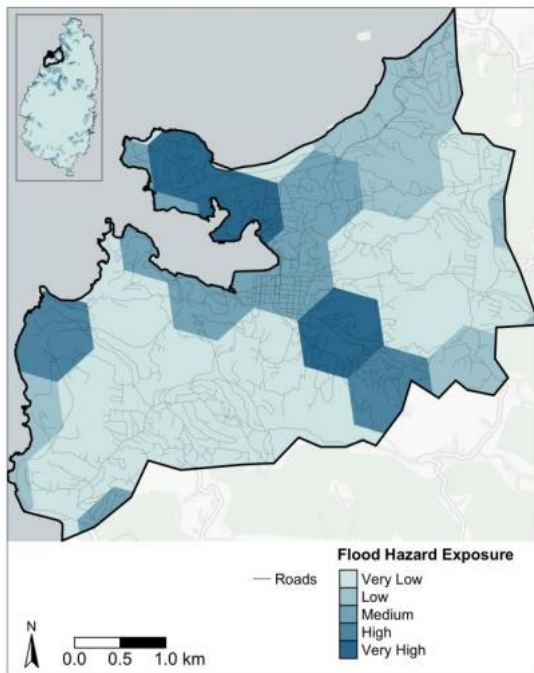 Flood Hazard Exposure
Roads
Very Low
Low
Medium
High
Very High
N
0.0 0.5 1.0 km